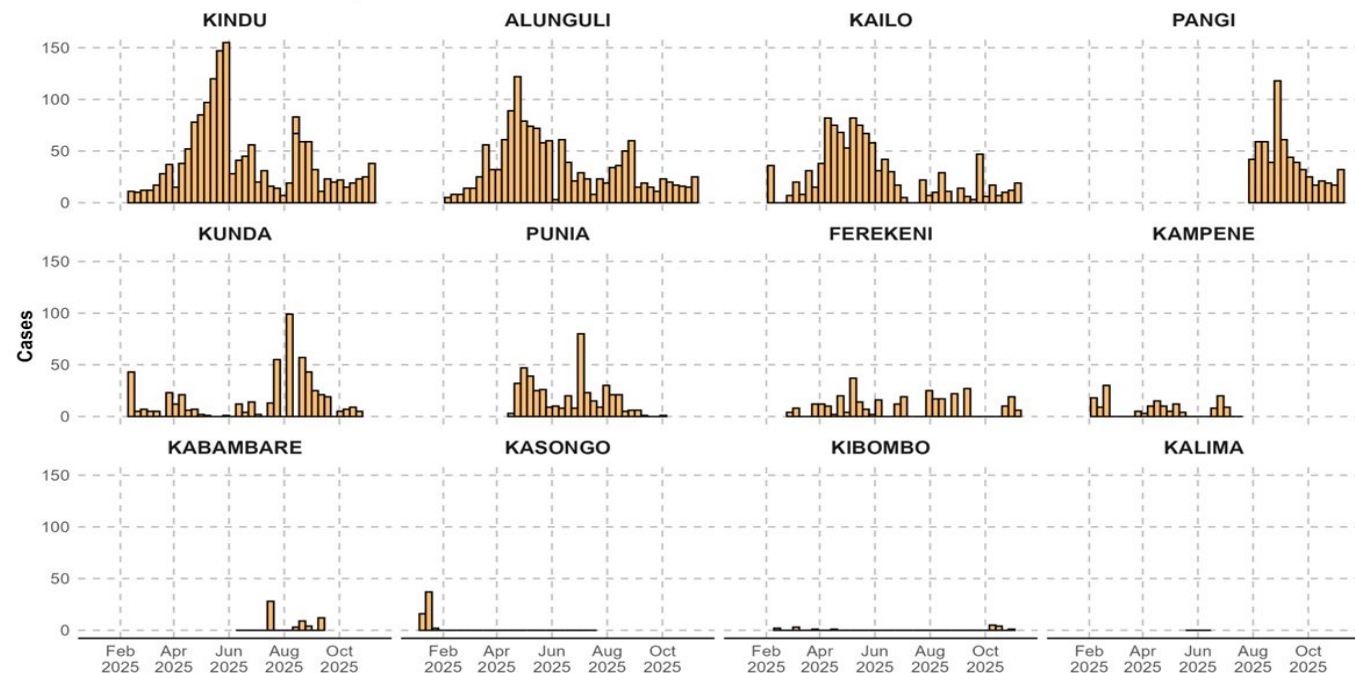 KINDU ALUNGULI KAILO PANGI
150
100
50
0
KUNDA PUNIA FEREKENI KAMPENE
150
100
50
0
Cases
KABAMBARE KASONGO KIBOMBO KALIMA
150
100
50
0
Feb Apr Jun Aug Oct Feb Apr Jun Aug Oct Feb Apr Jun Aug Oct Feb Apr Jun Aug Oct
2025 2025 2025 2025 2025 2025 2025 2025 2025 2025 2025 2025 2025 2025 2025 2025 2025 2025 2025 2025